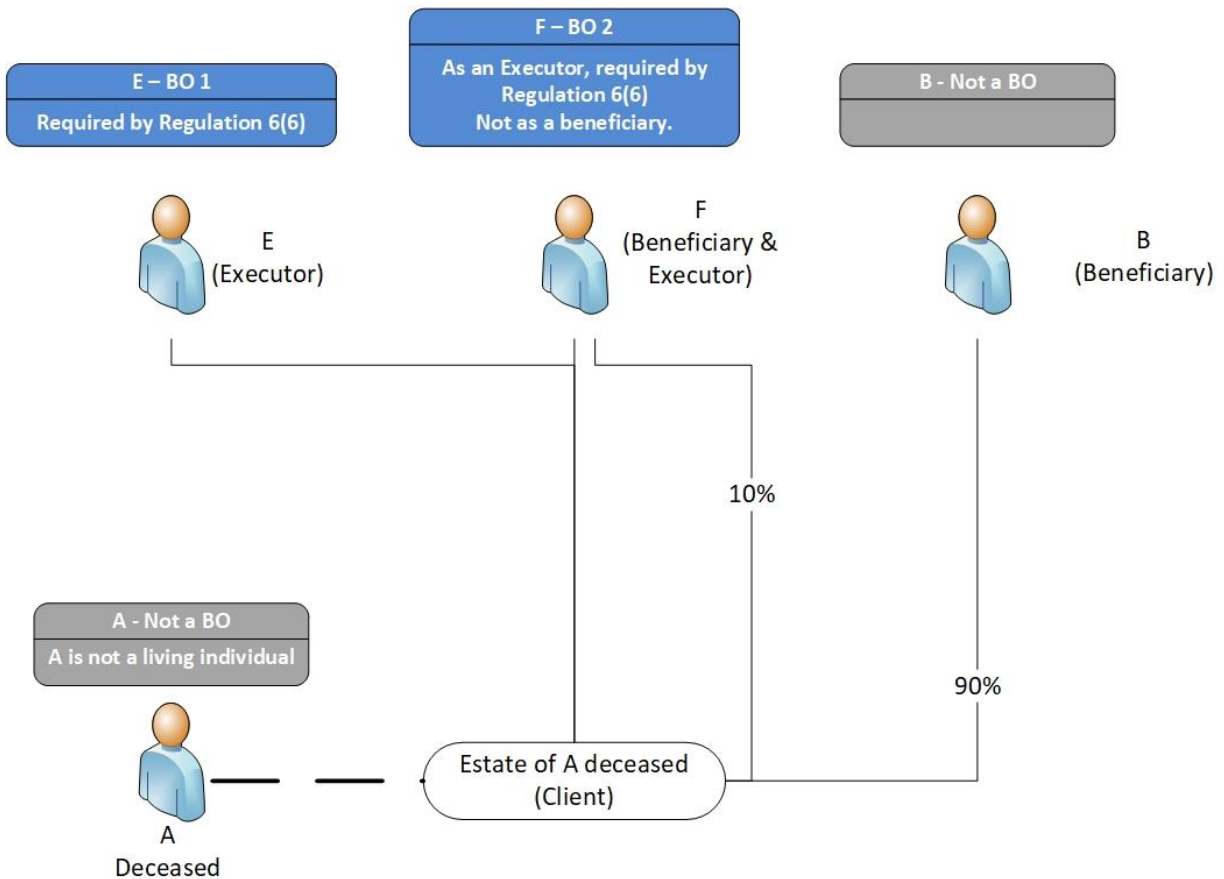 F – BO 2
As an Executor, required by
Regulation 6(6)
Not as a beneficiary.
E – BO 1
Required by Regulation 6(6)
B - Not a BO
E
(Executor)
F
(Beneficiary &
Executor)
B
(Beneficiary)
10%
90%
A - Not a BO
A is not a living individual
Estate of A deceased
(Client)
A
Deceased